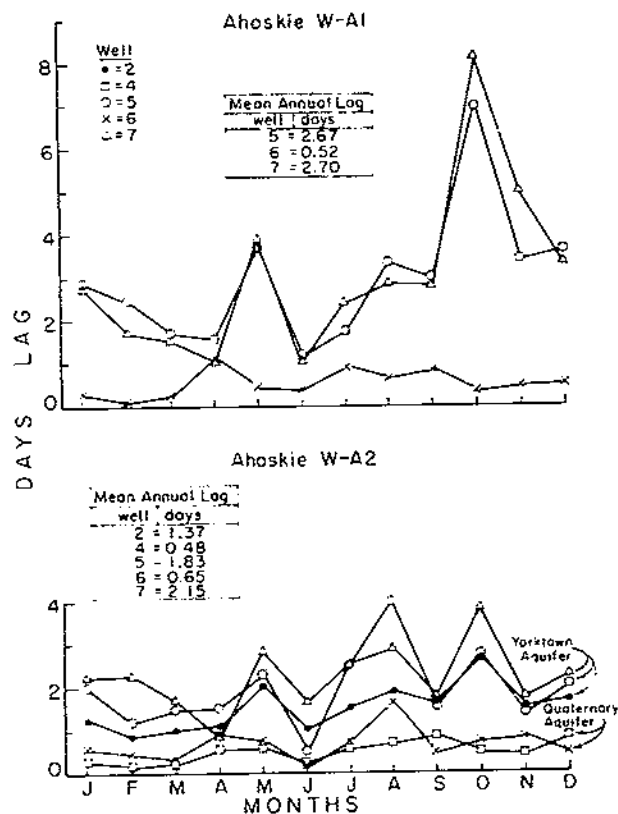 Ahoskie W-A1
Well
● = 2
□ = 4
○ = 5
× = 6
△ = 7
Mean Annual Lag
well days
5 = 2.67
6 = 0.52
7 = 2.70
8
6
4
2
0
DAYS LAG
Ahoskie W-A2
Mean Annual Lag
well days
2 = 1.37
4 = 0.48
5 - 1.83
6 = 0.65
7 = 2.15
4
2
0
Yorktown
Aquifer
Quaternary
Aquifer
J F M A M J J A S O N D
MONTHS